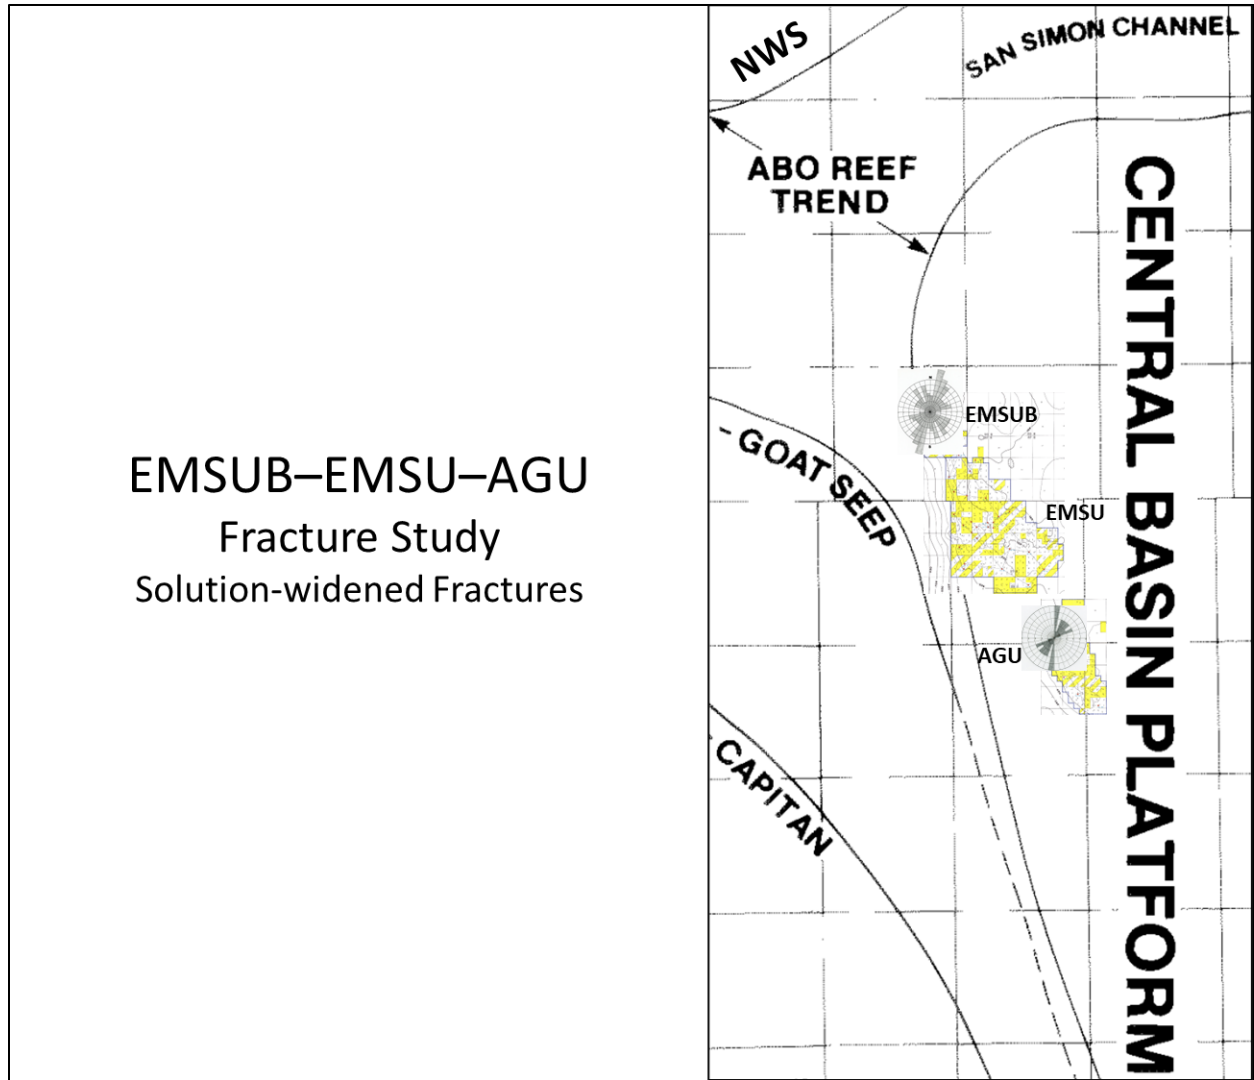 EMSUB–EMSU–AGU
Fracture Study
Solution-widened Fractures
NWS
SAN SIMON CHANNEL
ABO REEF
TREND
CENTRAL BASIN PLATFORM
EMSUB
GOAT SEEP
EMSU
AGU
CAPITAN